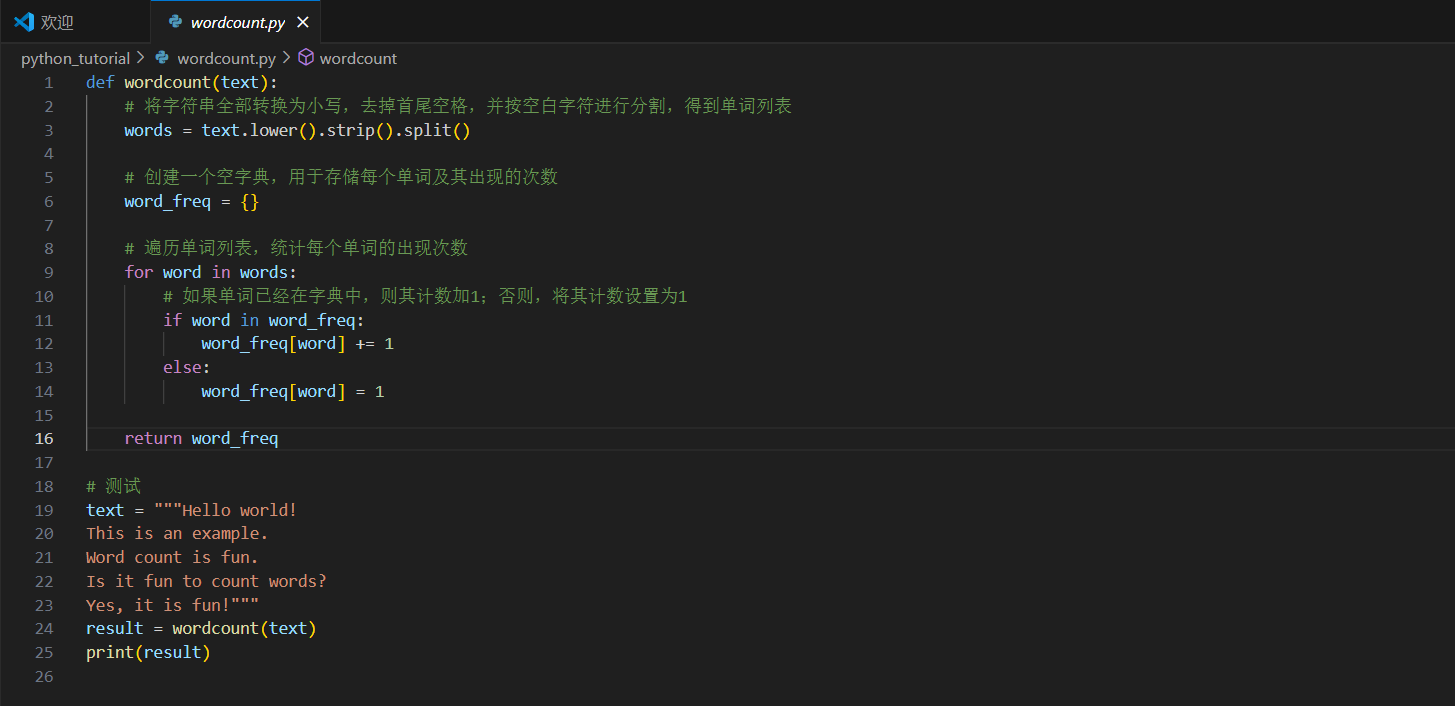 欢迎
wordcount.py
python_tutorial > wordcount.py > wordcount
1 def wordcount(text):
2 # 将字符串全部转换为小写，去掉首尾空格，并按空白字符进行分割，得到单词列表
3 words = text.lower().strip().split()
4
5 # 创建一个空字典，用于存储每个单词及其出现的次数
6 word_freq = {}
7
8 # 遍历单词列表，统计每个单词的出现次数
9 for word in words:
10 # 如果单词已经在字典中，则其计数加1；否则，将其计数设置为1
11 if word in word_freq:
12 word_freq[word] += 1
13 else:
14 word_freq[word] = 1
15
16 return word_freq
17
18 # 测试
19 text = """Hello world!
20 This is an example.
21 Word count is fun.
22 Is it fun to count words?
23 Yes, it is fun!"""
24 result = wordcount(text)
25 print(result)
26